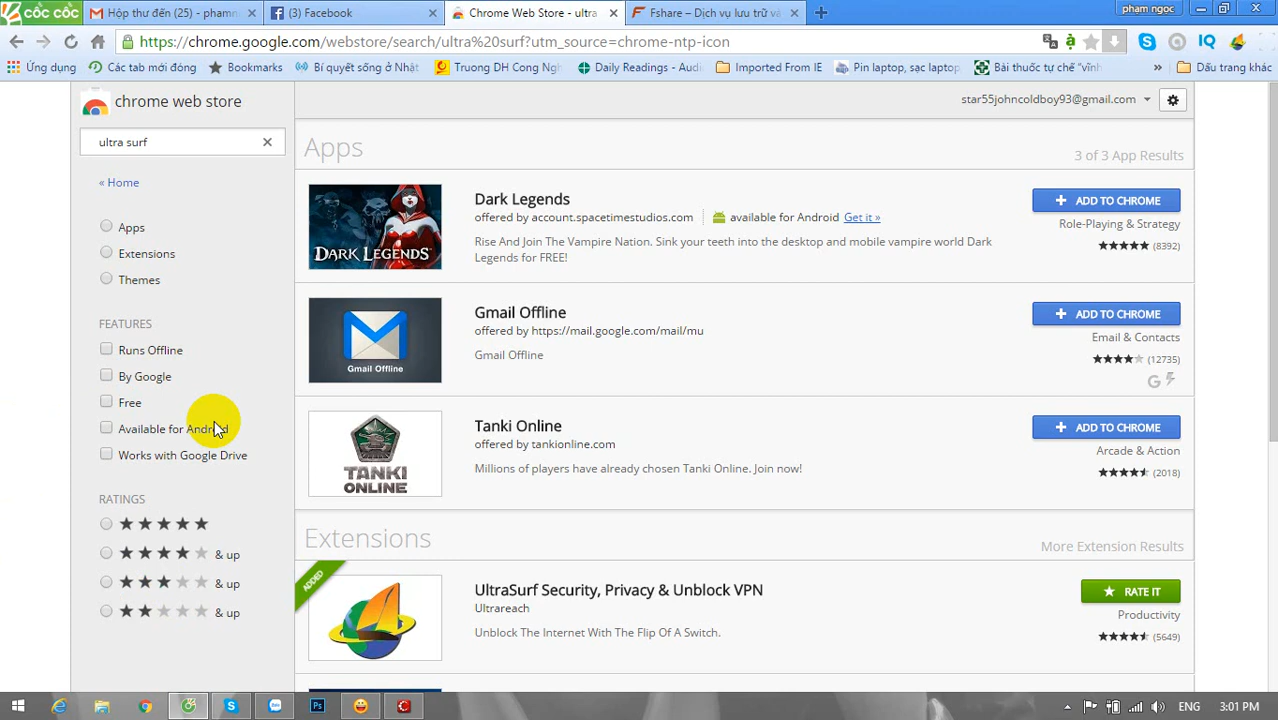 cốc cốc
Hộp thư đến (25) - phamn
(3) Facebook
Chrome Web Store - ultra
Fshare – Dịch vụ lưu trữ và
phạm ngọc
https://chrome.google.com/webstore/search/ultra%20surf?utm_source=chrome-ntp-icon
Ứng dụng
Các tab mới đóng
Bookmarks
Bí quyết sống ở Nhật
Truong DH Cong Ngh
Daily Readings - Audi
Imported From IE
Pin laptop, sạc laptop
Bài thuốc tự chế "vĩnh
»
Dấu trang khác
chrome web store
star55johncoldboy93@gmail.com
ultra surf
« Home
Apps
Extensions
Themes
FEATURES
Runs Offline
By Google
Free
Available for Android
Works with Google Drive
RATINGS
& up
& up
& up
Apps
3 of 3 App Results
DARK LEGENDS
Dark Legends
offered by account.spacetimestudios.com
available for Android Get it »
Rise And Join The Vampire Nation. Sink your teeth into the desktop and mobile vampire world Dark
Legends for FREE!
ADD TO CHROME
Role-Playing & Strategy
(8392)
Gmail Offline
Gmail Offline
offered by https://mail.google.com/mail/mu
Gmail Offline
ADD TO CHROME
Email & Contacts
(12735)
TANKI
ONLINE
Tanki Online
offered by tankionline.com
Millions of players have already chosen Tanki Online. Join now!
ADD TO CHROME
Arcade & Action
(2018)
Extensions
More Extension Results
ADDED
UltraSurf Security, Privacy & Unblock VPN
Ultrareach
Unblock The Internet With The Flip Of A Switch.
RATE IT
Productivity
(5649)
ENG
3:01 PM